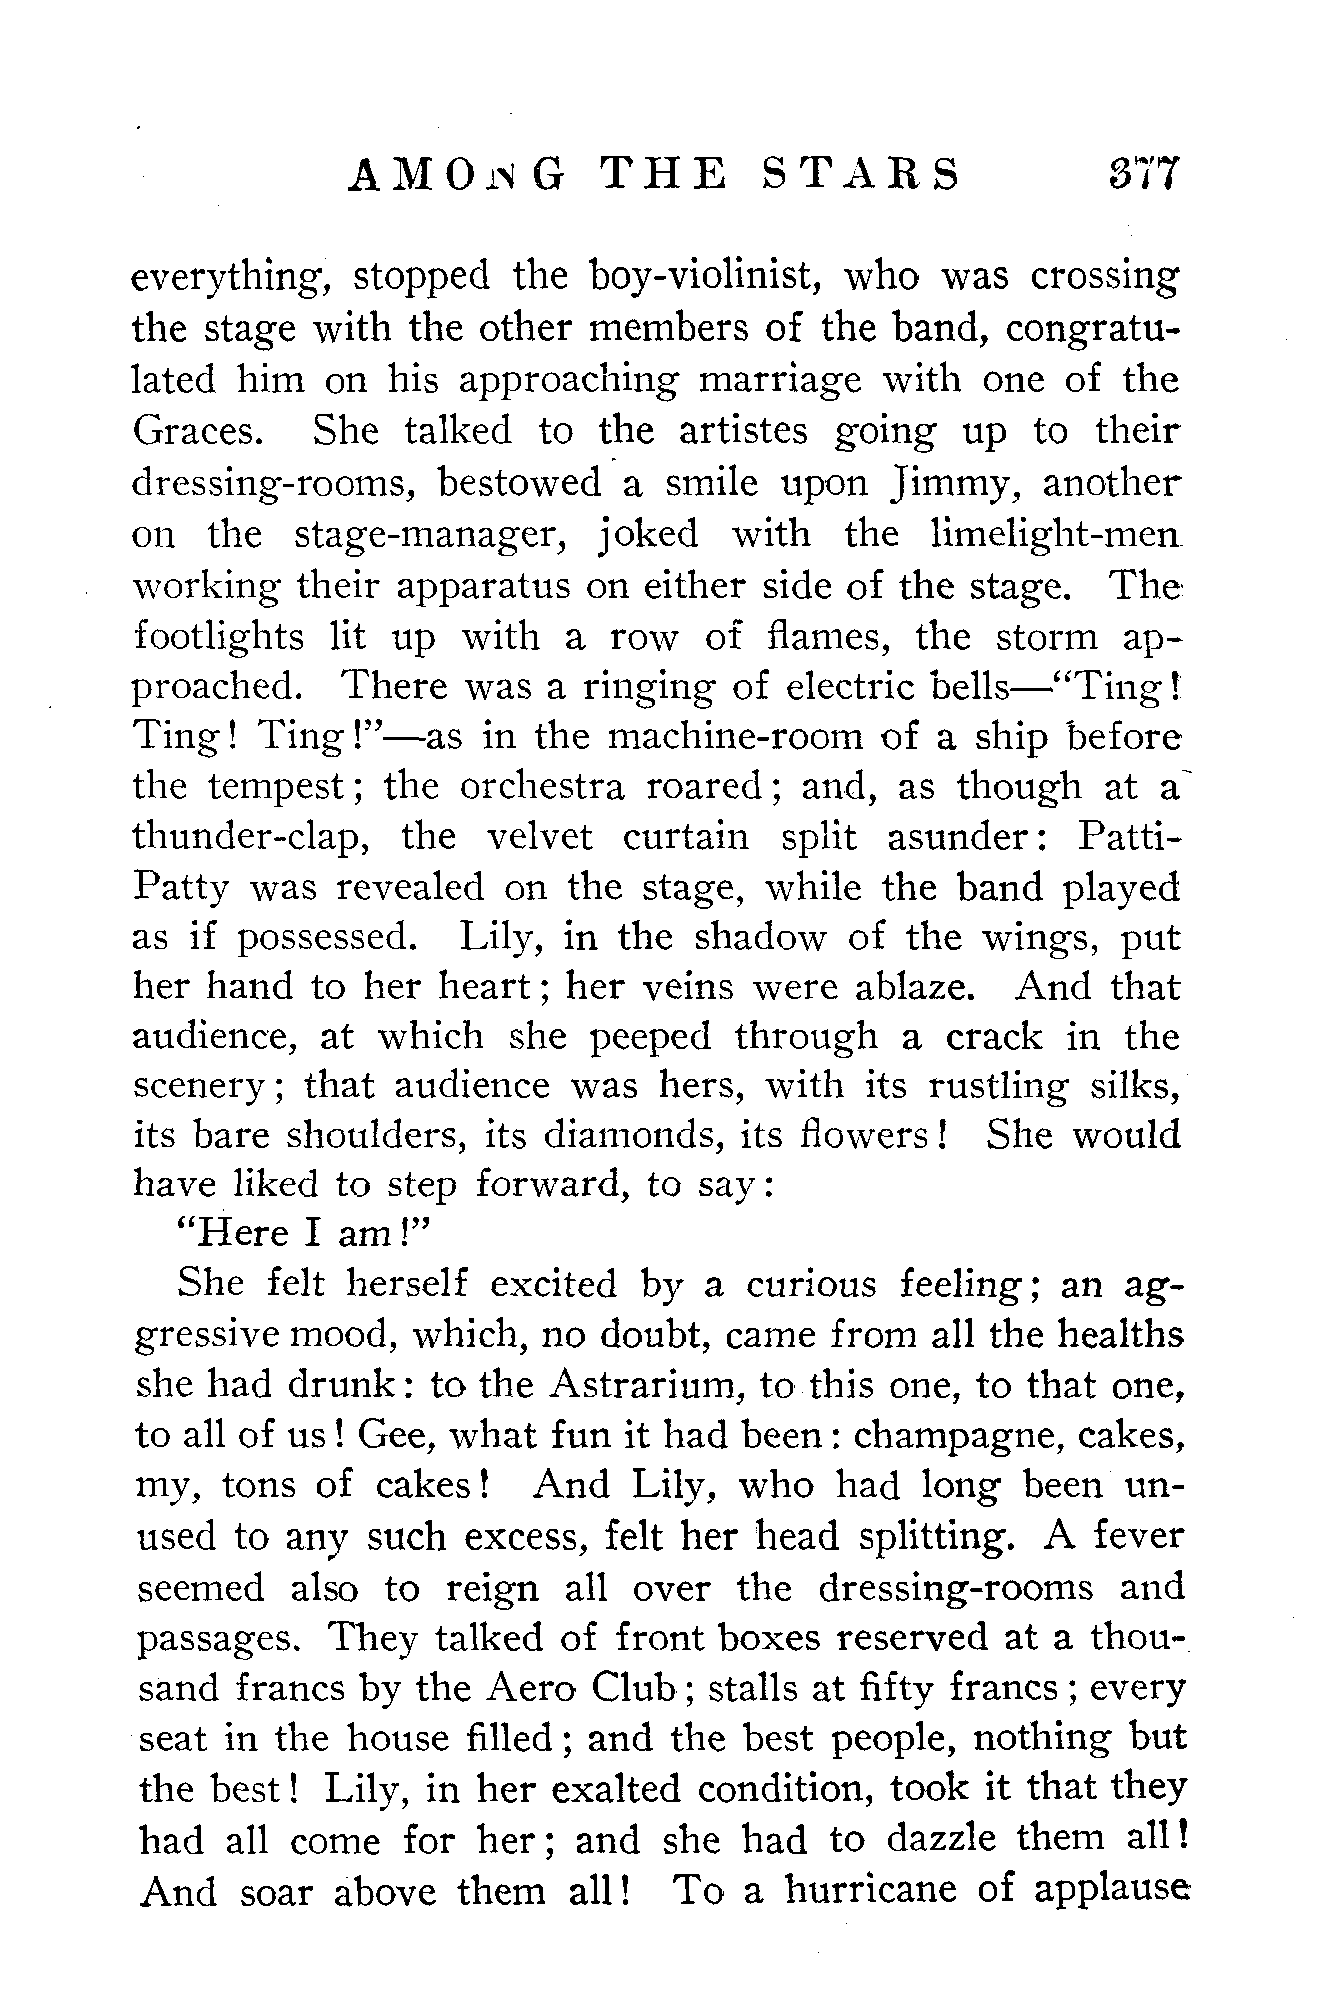 AMONG THE STARS 377
everything, stopped the boy-violinist, who was crossing
the stage with the other members of the band, congratu-
lated him on his approaching marriage with one of the
Graces. She talked to the artistes going up to their
dressing-rooms, bestowed a smile upon Jimmy, another
on the stage-manager, joked with the limelight-men
working their apparatus on either side of the stage. The
footlights lit up with a row of flames, the storm ap-
proached. There was a ringing of electric bells—“Ting!
Ting! Ting!”—as in the machine-room of a ship before
the tempest; the orchestra roared; and, as though at a
thunder-clap, the velvet curtain split asunder: Patti-
Patty was revealed on the stage, while the band played
as if possessed. Lily, in the shadow of the wings, put
her hand to her heart; her veins were ablaze. And that
audience, at which she peeped through a crack in the
scenery; that audience was hers, with its rustling silks,
its bare shoulders, its diamonds, its flowers! She would
have liked to step forward, to say:
“Here I am!”
She felt herself excited by a curious feeling; an ag-
gressive mood, which, no doubt, came from all the healths
she had drunk: to the Astrarium, to this one, to that one,
to all of us! Gee, what fun it had been: champagne, cakes,
my, tons of cakes! And Lily, who had long been un-
used to any such excess, felt her head splitting. A fever
seemed also to reign all over the dressing-rooms and
passages. They talked of front boxes reserved at a thou-
sand francs by the Aero Club; stalls at fifty francs; every
seat in the house filled; and the best people, nothing but
the best! Lily, in her exalted condition, took it that they
had all come for her; and she had to dazzle them all!
And soar above them all! To a hurricane of applause